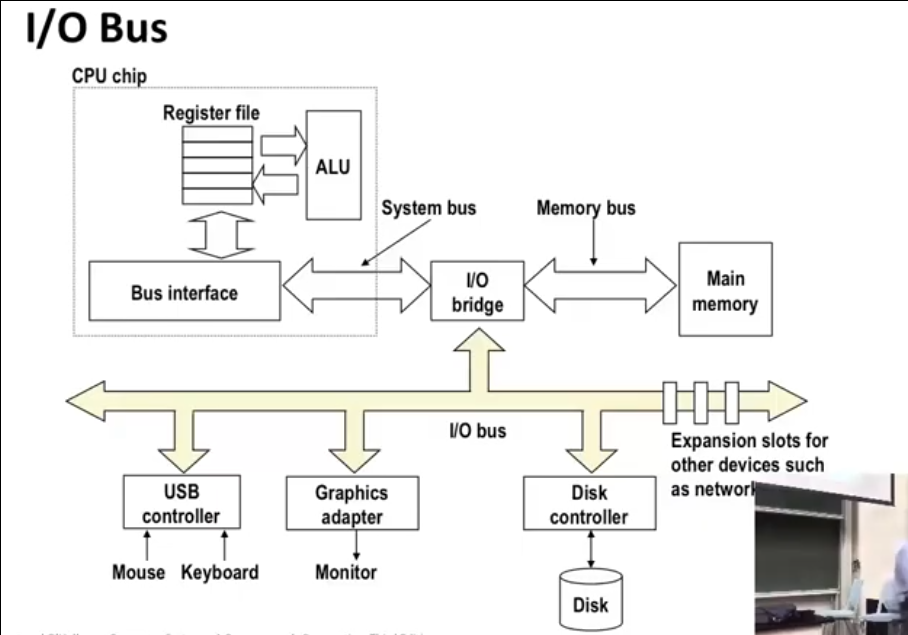 I/O Bus
CPU chip
Register file
ALU
System bus
Memory bus
Bus interface
I/O
bridge
Main
memory
I/O bus
Expansion slots for
other devices such
as network
USB
controller
Graphics
adapter
Disk
controller
Mouse
Keyboard
Monitor
Disk